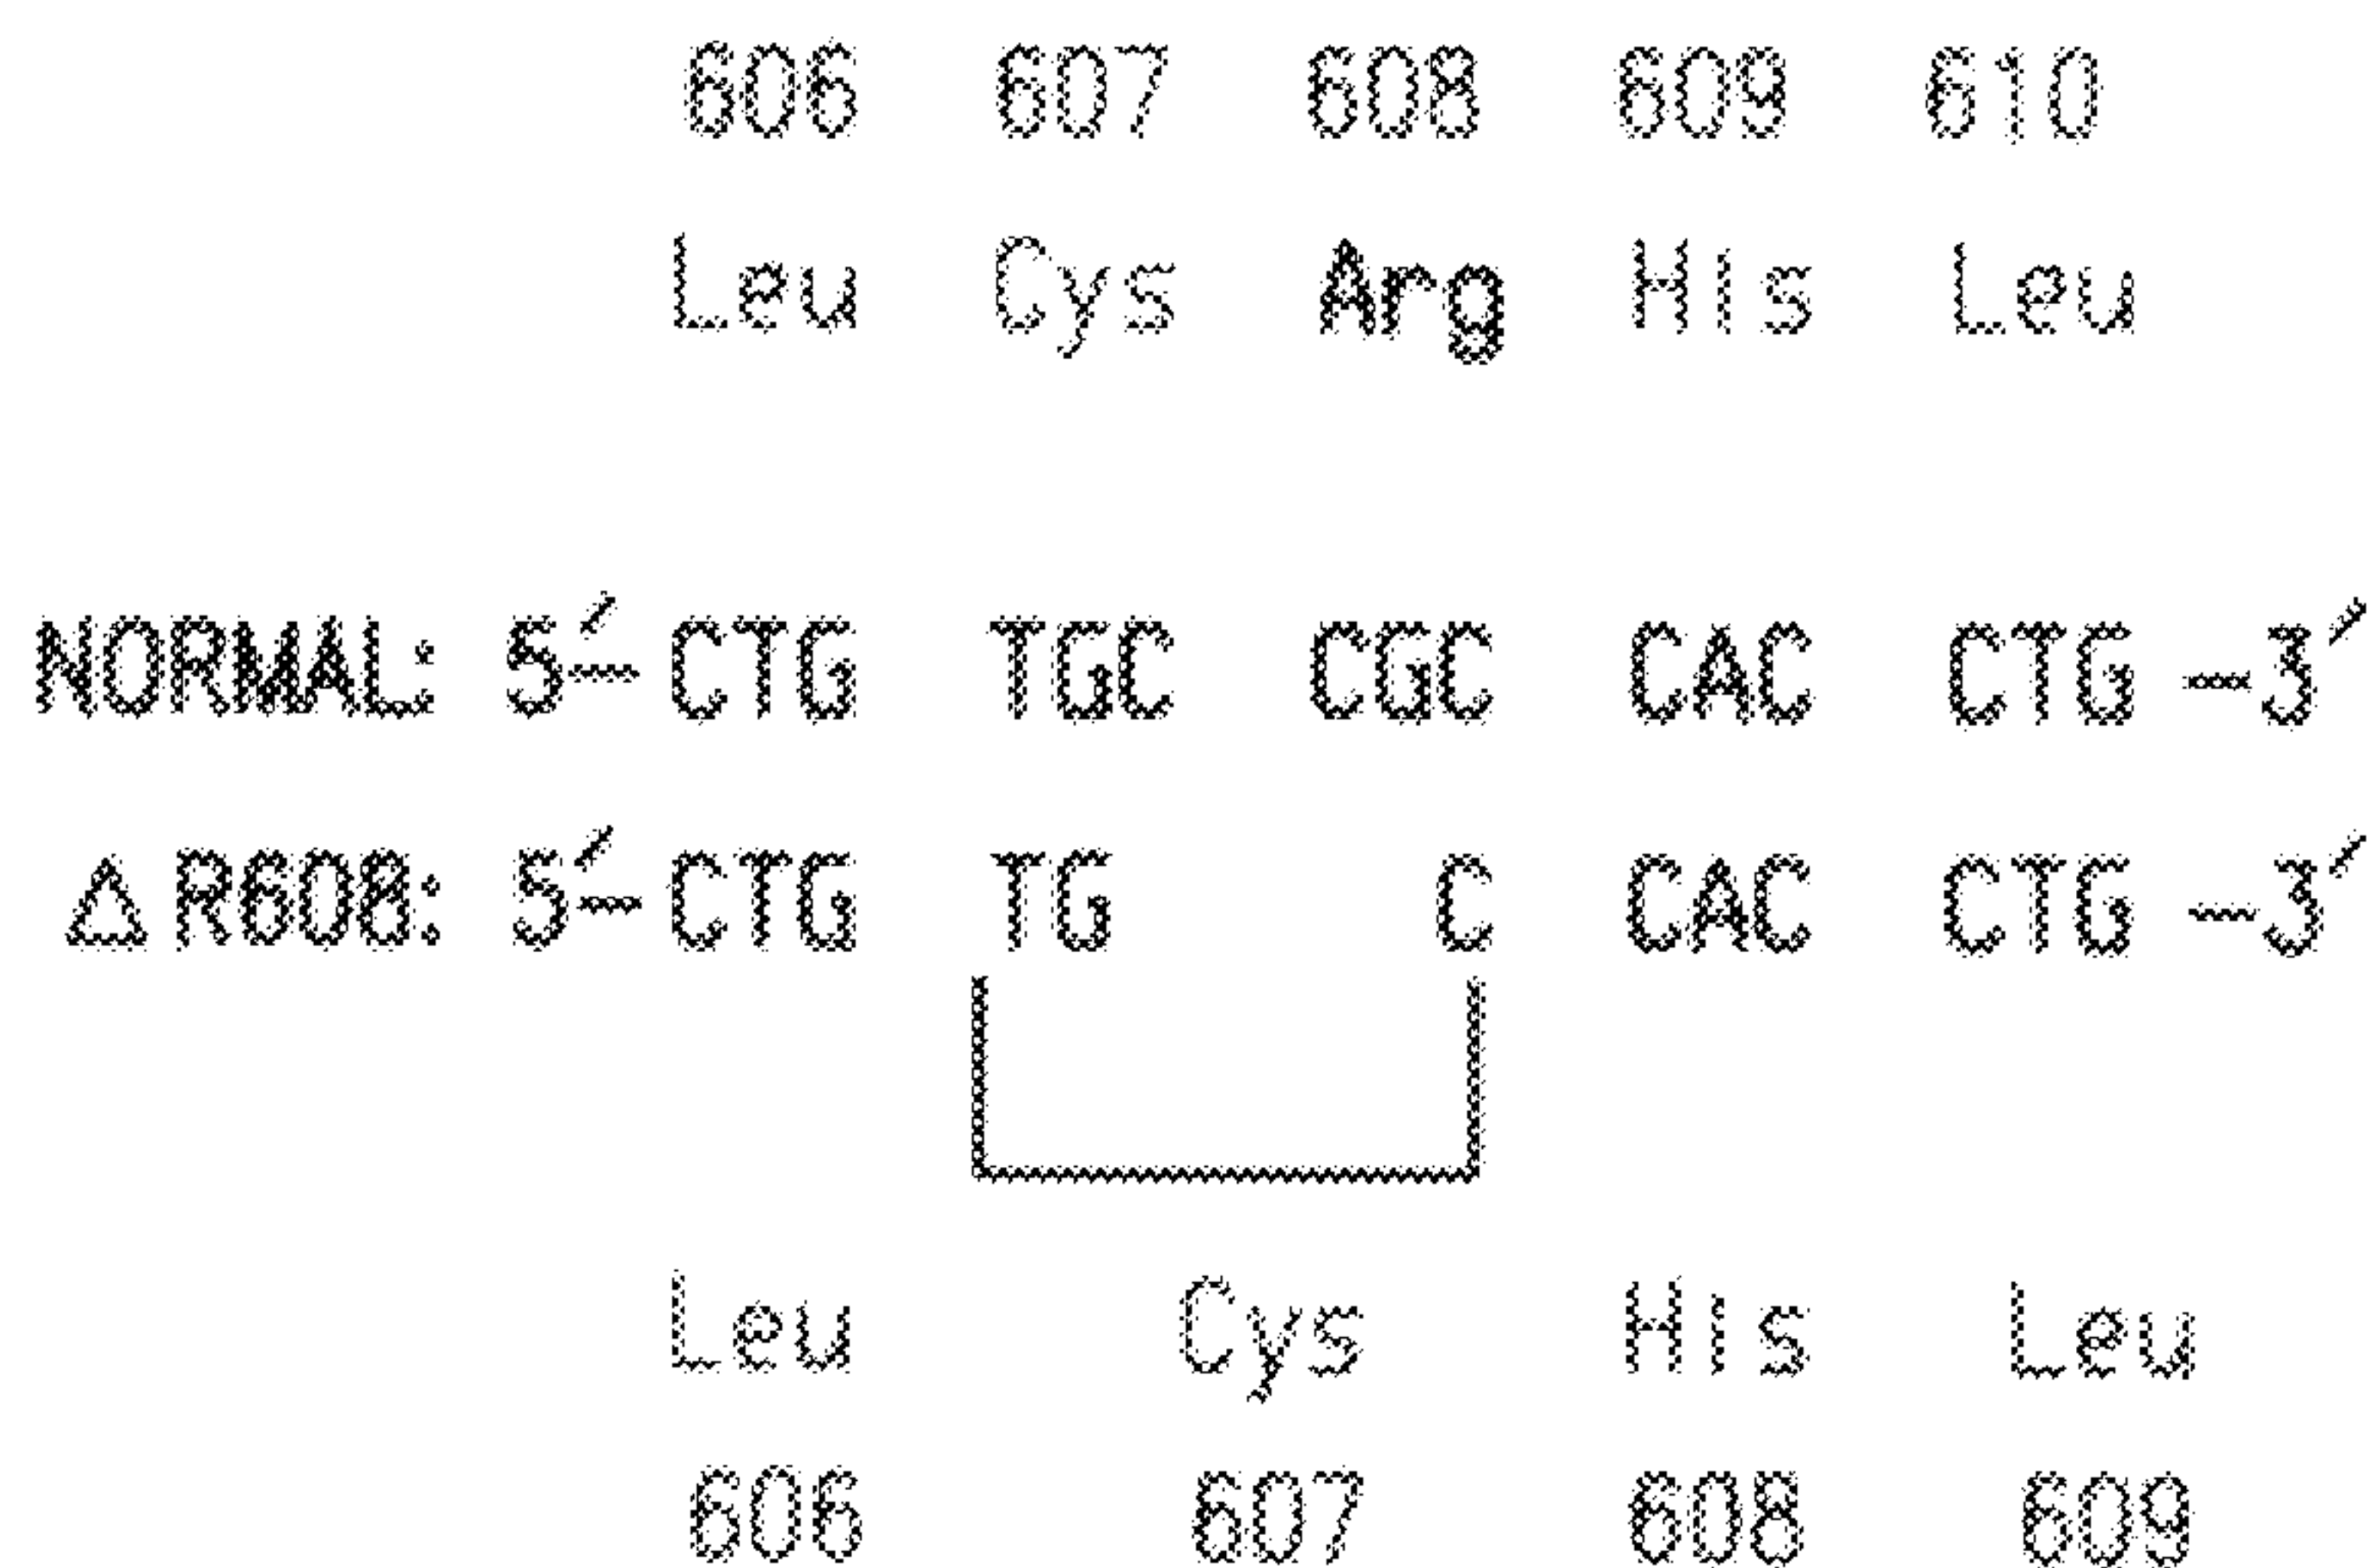 606 607 608 609 610
Leu Cys Arg His Leu
NORMAL: 5′– CTG TGC CGC CAC CTG –3′
△R608: 5′– CTG TG C CAC CTG –3′
Leu Cys His Leu
606 607 608 609